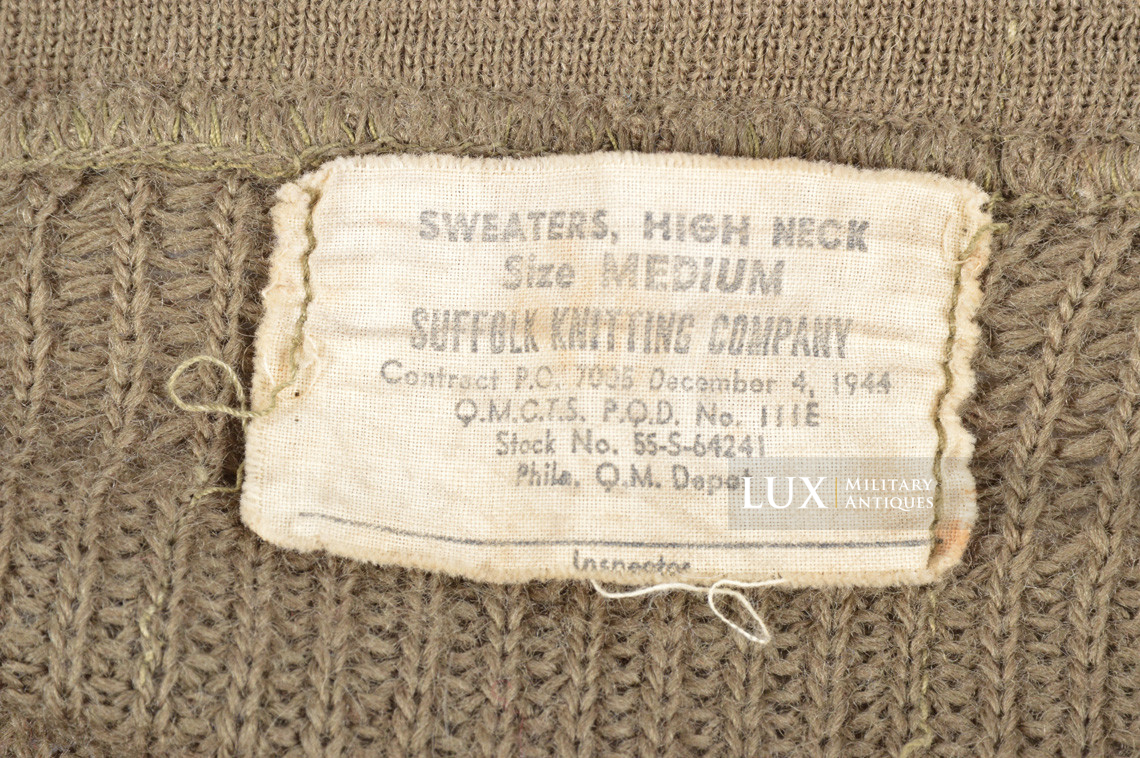 SWEATERS, HIGH NECK
Size MEDIUM
SUFFOLK KNITTING COMPANY
Contract P.O. 7035 December 4, 1944
Q.M.C.T.S. P.Q.D. No. 111E
Stock No. 55-S-64241
Phila. Q.M. Depot
LUX MILITARY ANTIQUES
Inspector